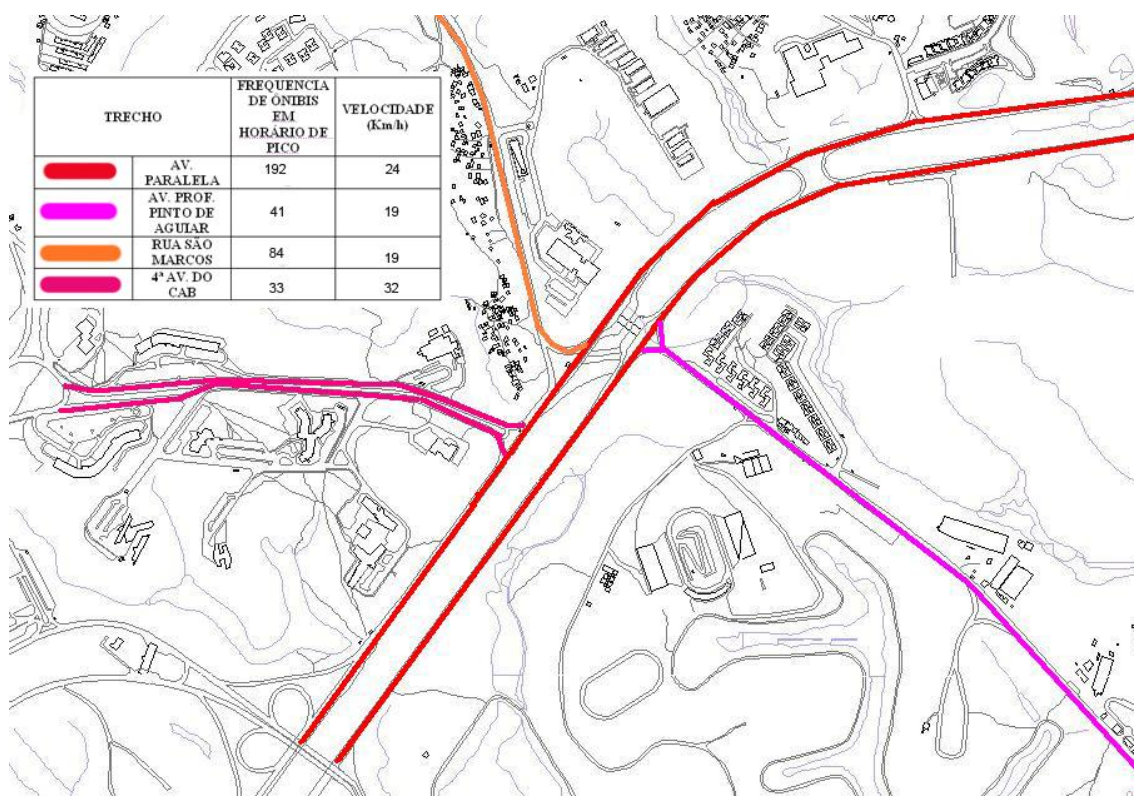 TRECHO
FREQUENCIA
DE ÔNIBIS
EM
HORÁRIO DE
PICO
VELOCIDADE
(Km/h)
AV.
PARALELA
192
24
AV. PROF.
PINTO DE
AGUIAR
41
19
RUA SÃO
MARCOS
84
19
4ª AV. DO
CAB
33
32